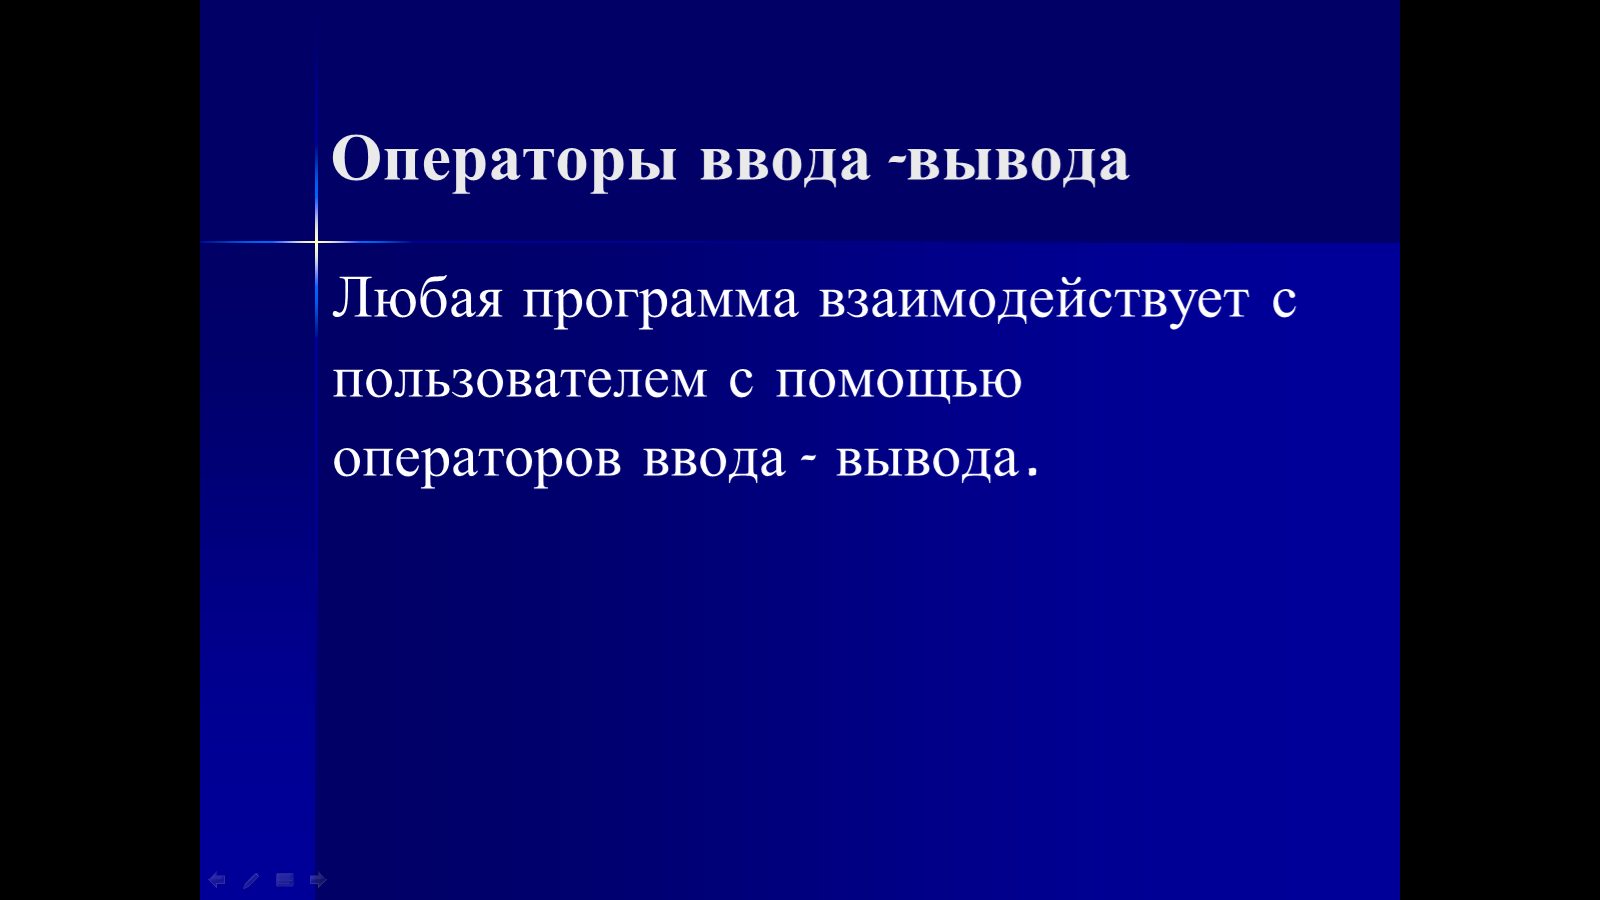 Операторы ввода -вывода
Любая программа взаимодействует с
пользователем с помощью
операторов ввода - вывода.